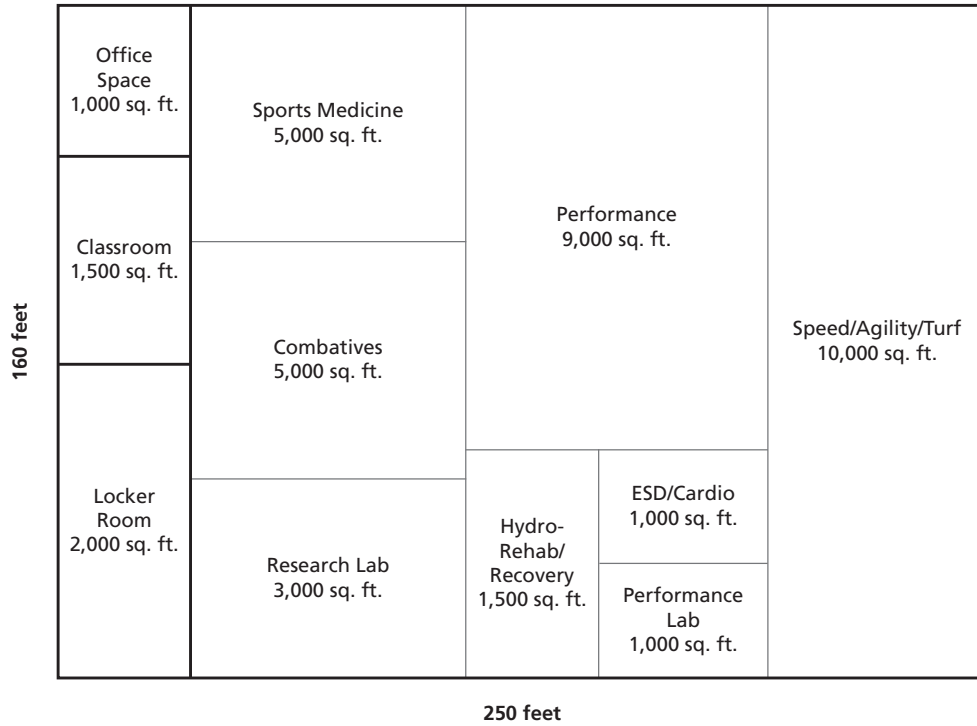 Office
Space
1,000 sq. ft.
Classroom
1,500 sq. ft.
Locker
Room
2,000 sq. ft.
Sports Medicine
5,000 sq. ft.
Combatives
5,000 sq. ft.
Research Lab
3,000 sq. ft.
Performance
9,000 sq. ft.
Hydro-
Rehab/
Recovery
1,500 sq. ft.
ESD/Cardio
1,000 sq. ft.
Performance
Lab
1,000 sq. ft.
Speed/Agility/Turf
10,000 sq. ft.
160 feet
250 feet